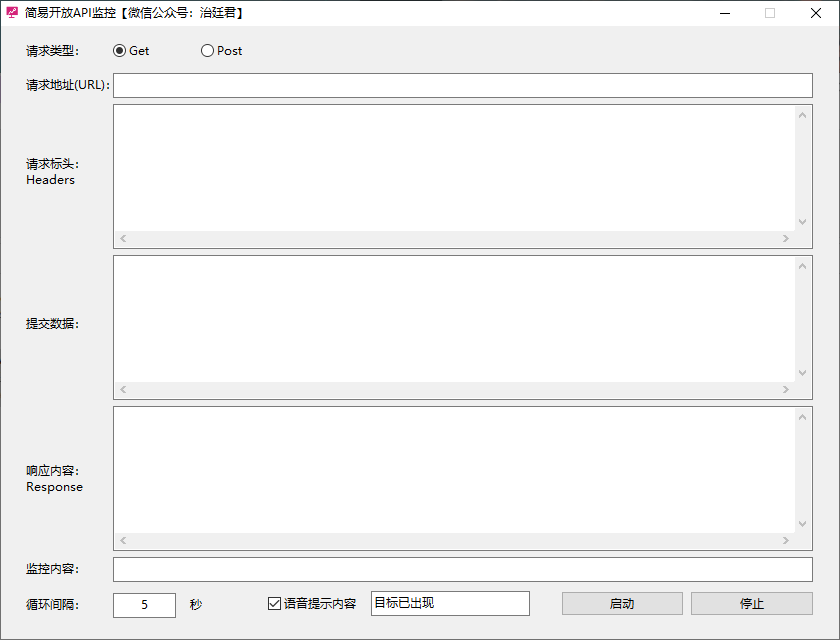 简易开放API监控【微信公众号：治廷君】
请求类型： Get Post
请求地址(URL)：
请求标头：
Headers
提交数据：
响应内容：
Response
监控内容：
循环间隔： 5 秒 语音提示内容 目标已出现 启动 停止